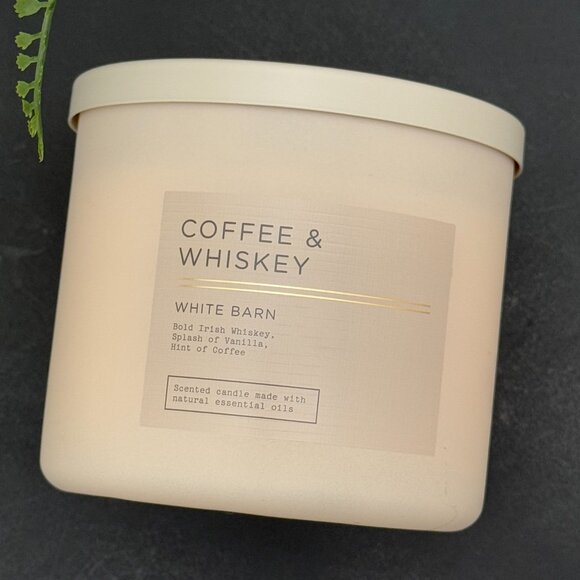 COFFEE &
WHISKEY
WHITE BARN
Bold Irish Whiskey,
Splash of Vanilla,
Hint of Coffee
Scented candle made with
natural essential oils